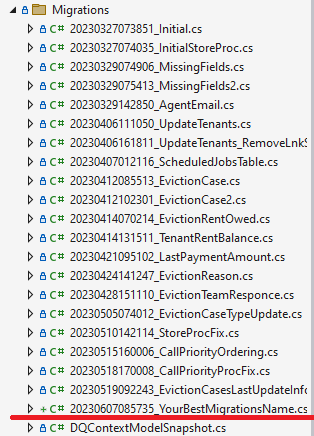 Migrations
C# 20230327073851_Initial.cs
C# 20230327074035_InitialStoreProc.cs
C# 20230329074906_MissingFields.cs
C# 20230329075413_MissingFields2.cs
C# 20230329142850_AgentEmail.cs
C# 20230406111050_UpdateTenants.cs
C# 20230406161811_UpdateTenants_RemoveLnkS
C# 20230407012116_ScheduledJobsTable.cs
C# 20230412085513_EvictionCase.cs
C# 20230412102301_EvictionCase2.cs
C# 20230414070214_EvictionRentOwed.cs
C# 20230414131511_TenantRentBalance.cs
C# 20230421095102_LastPaymentAmount.cs
C# 20230424141247_EvictionReason.cs
C# 20230428151110_EvictionTeamResponce.cs
C# 20230505074012_EvictionCaseTypeUpdate.cs
C# 20230510142114_StoreProcFix.cs
C# 20230515160006_CallPriorityOrdering.cs
C# 20230518170008_CallPriorityProcFix.cs
C# 20230519092243_EvictionCasesLastUpdateInfo
+ C# 20230607085735_YourBestMigrationsName.cs
C# DQContextModelSnapshot.cs